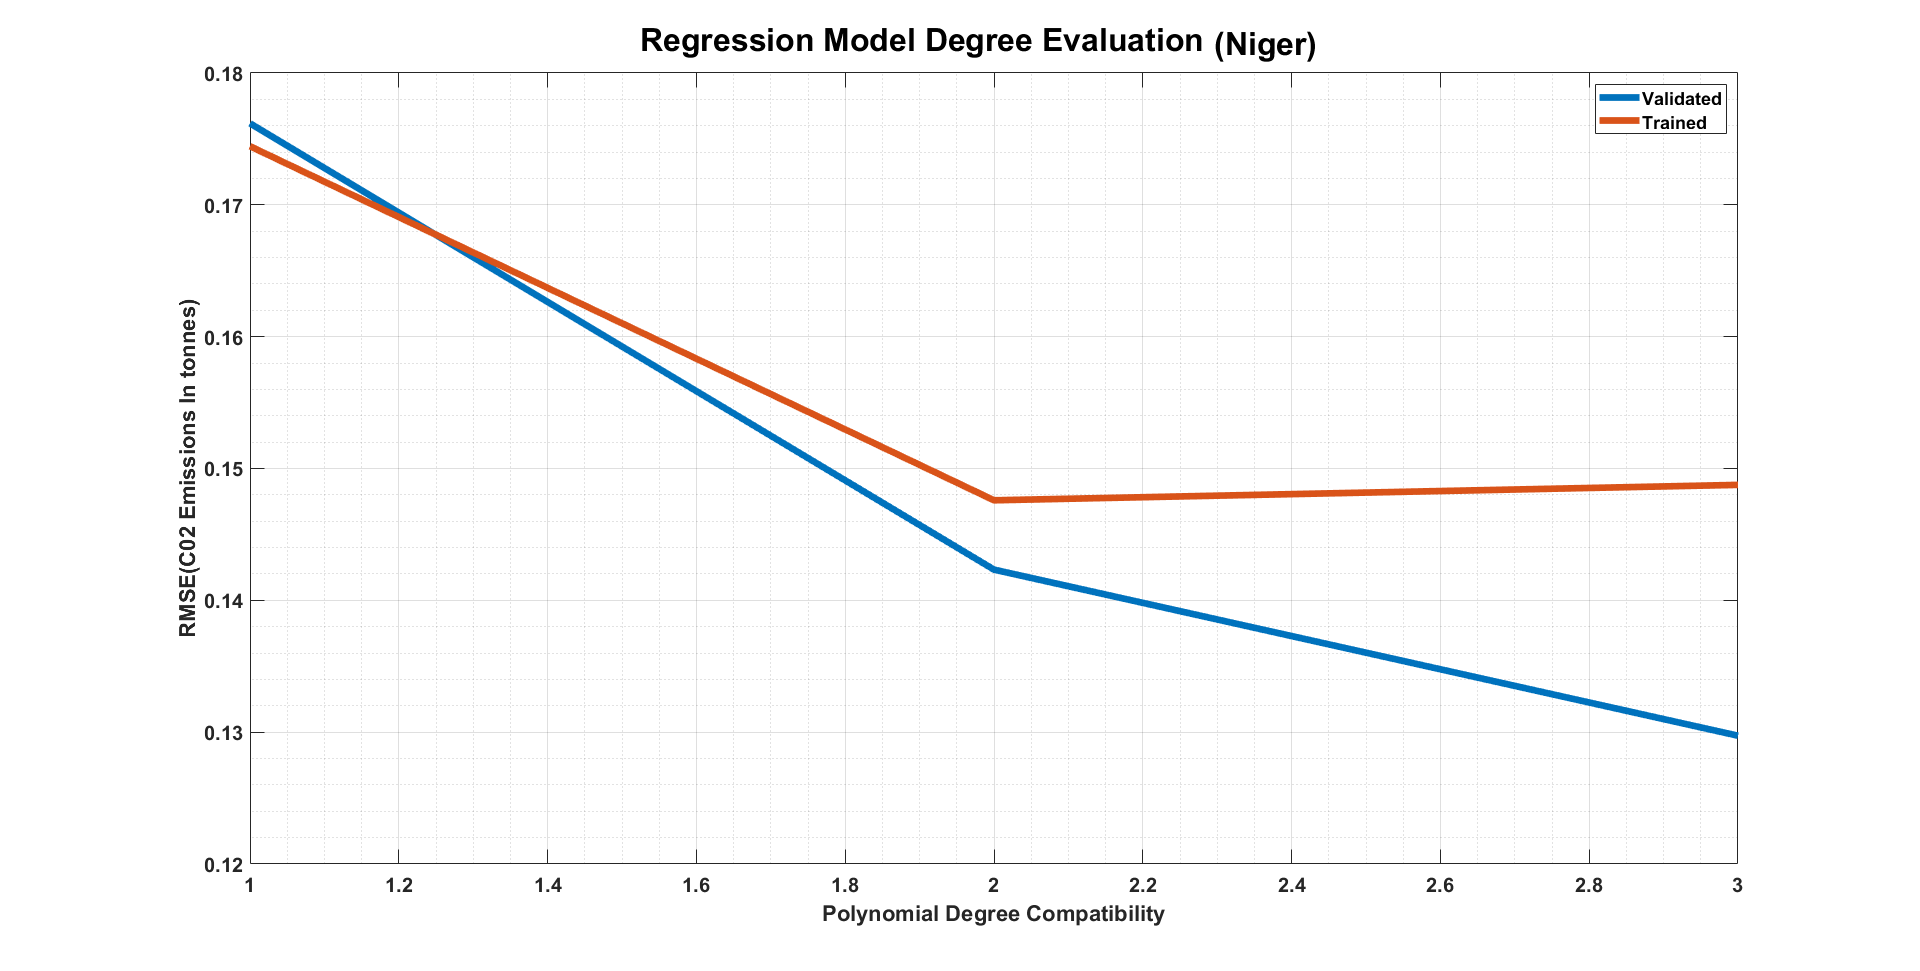 Regression Model Degree Evaluation (Niger)
Validated
Trained
RMSE(C02 Emissions In tonnes)
0.18
0.17
0.16
0.15
0.14
0.13
0.12
1 1.2 1.4 1.6 1.8 2 2.2 2.4 2.6 2.8 3
Polynomial Degree Compatibility